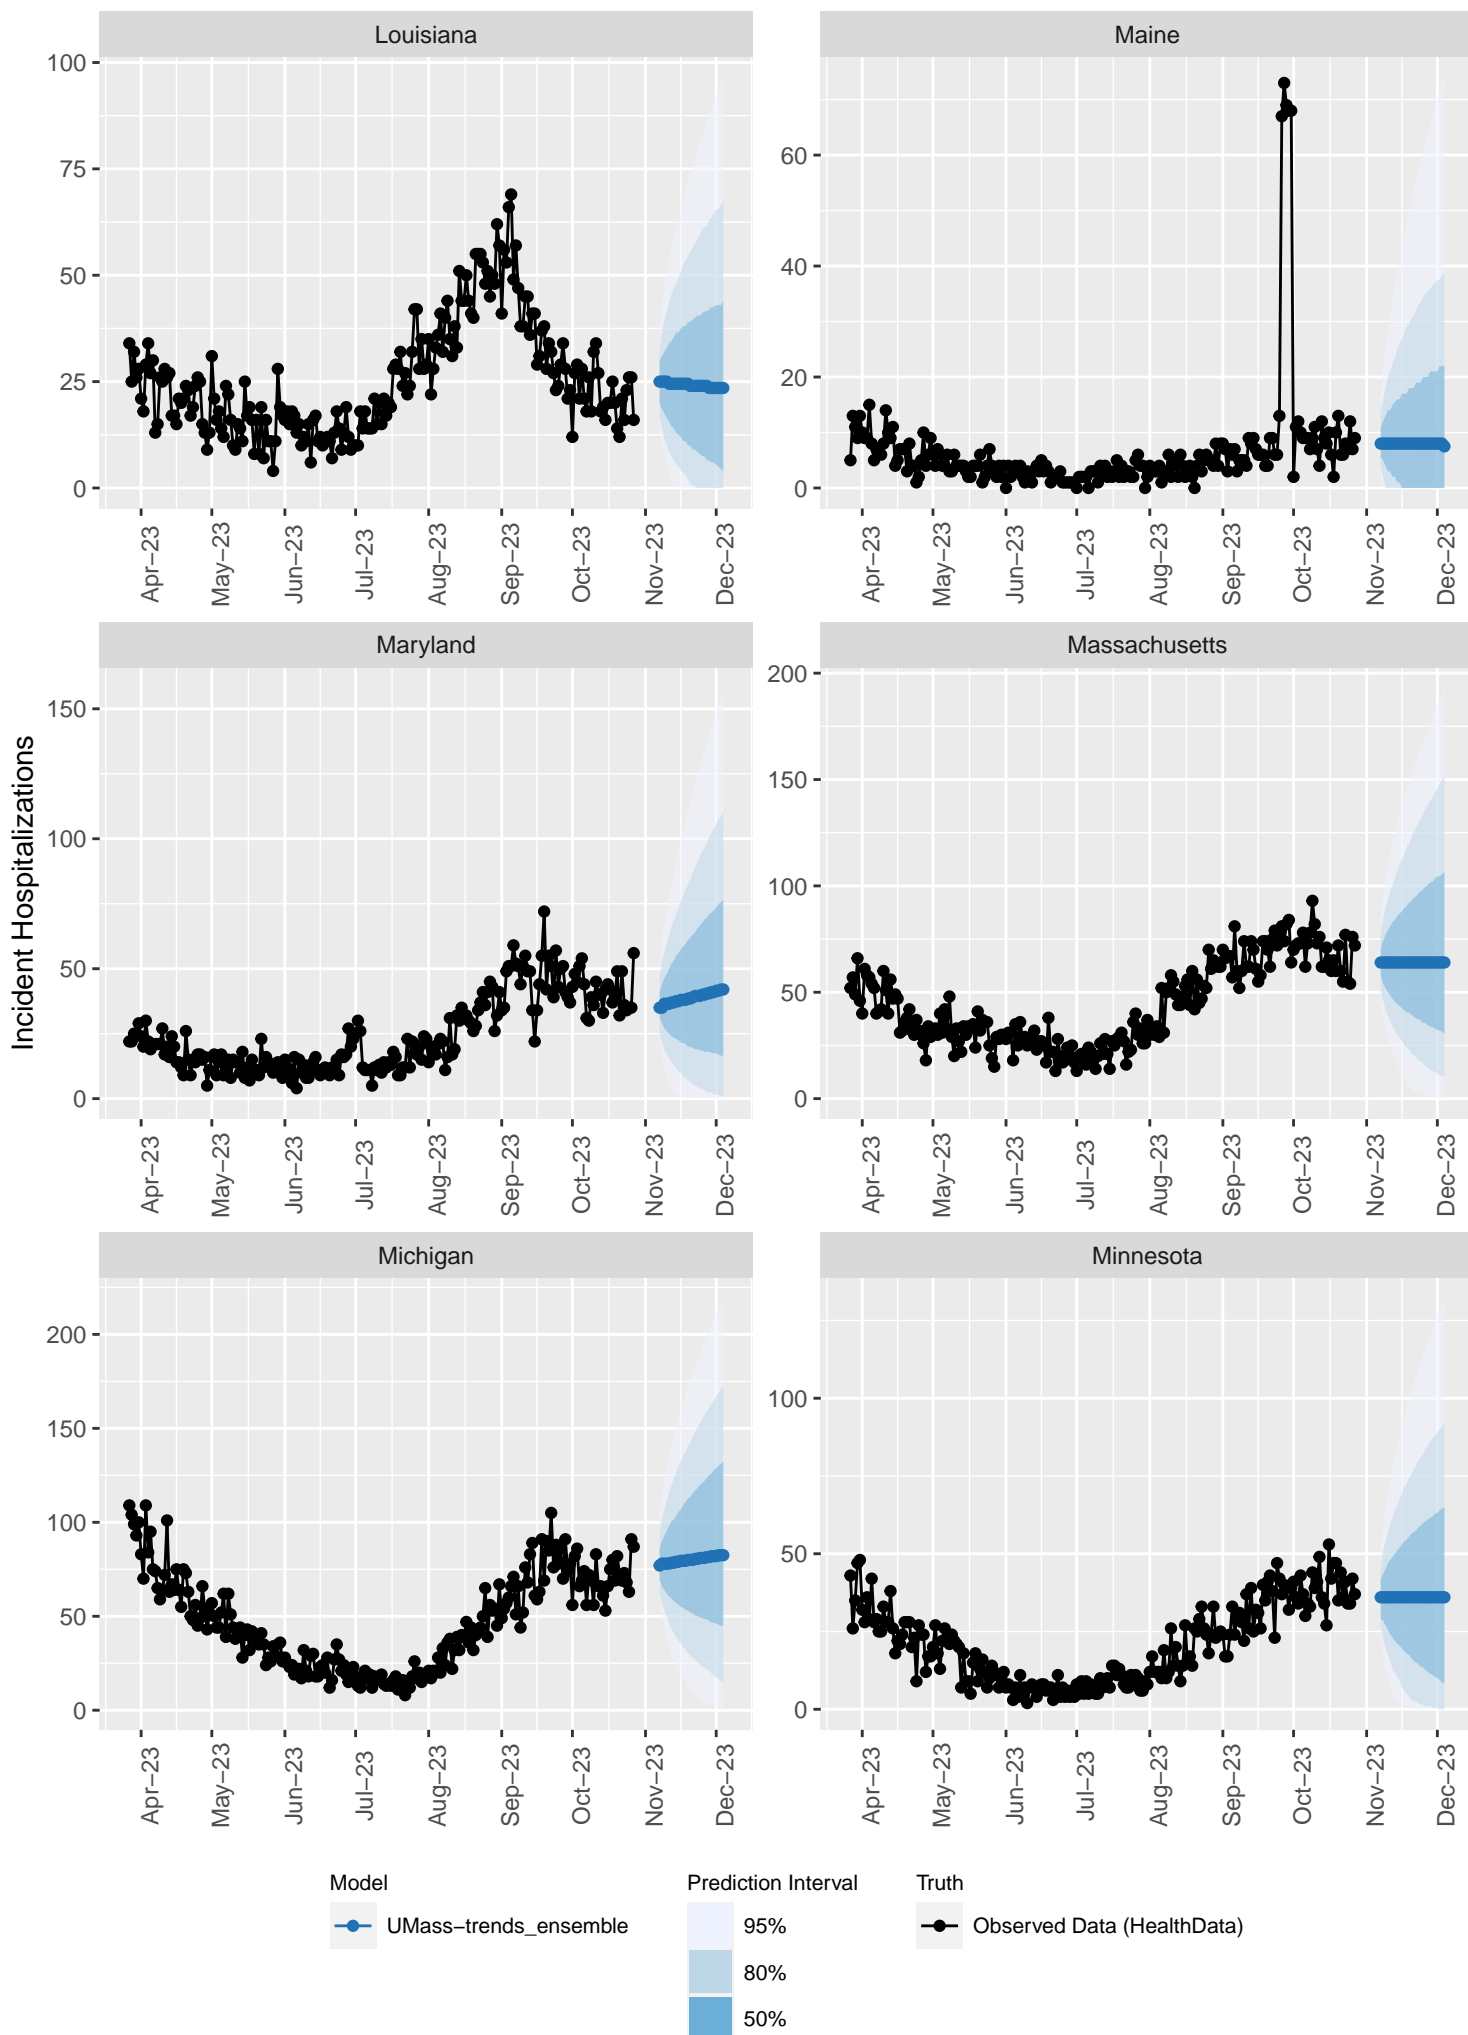 Louisiana
Maine
100
75
50
25
0
60
40
20
0
Apr−23
May−23
Jun−23
Jul−23
Aug−23
Sep−23
Oct−23
Nov−23
Dec−23
Apr−23
May−23
Jun−23
Jul−23
Aug−23
Sep−23
Oct−23
Nov−23
Dec−23
Maryland
Massachusetts
Incident Hospitalizations
150
100
50
0
200
150
100
50
0
Apr−23
May−23
Jun−23
Jul−23
Aug−23
Sep−23
Oct−23
Nov−23
Dec−23
Apr−23
May−23
Jun−23
Jul−23
Aug−23
Sep−23
Oct−23
Nov−23
Dec−23
Michigan
Minnesota
200
150
100
50
0
100
50
0
Apr−23
May−23
Jun−23
Jul−23
Aug−23
Sep−23
Oct−23
Nov−23
Dec−23
Apr−23
May−23
Jun−23
Jul−23
Aug−23
Sep−23
Oct−23
Nov−23
Dec−23
Model
UMass−trends_ensemble
Prediction Interval
95%
80%
50%
Truth
Observed Data (HealthData)